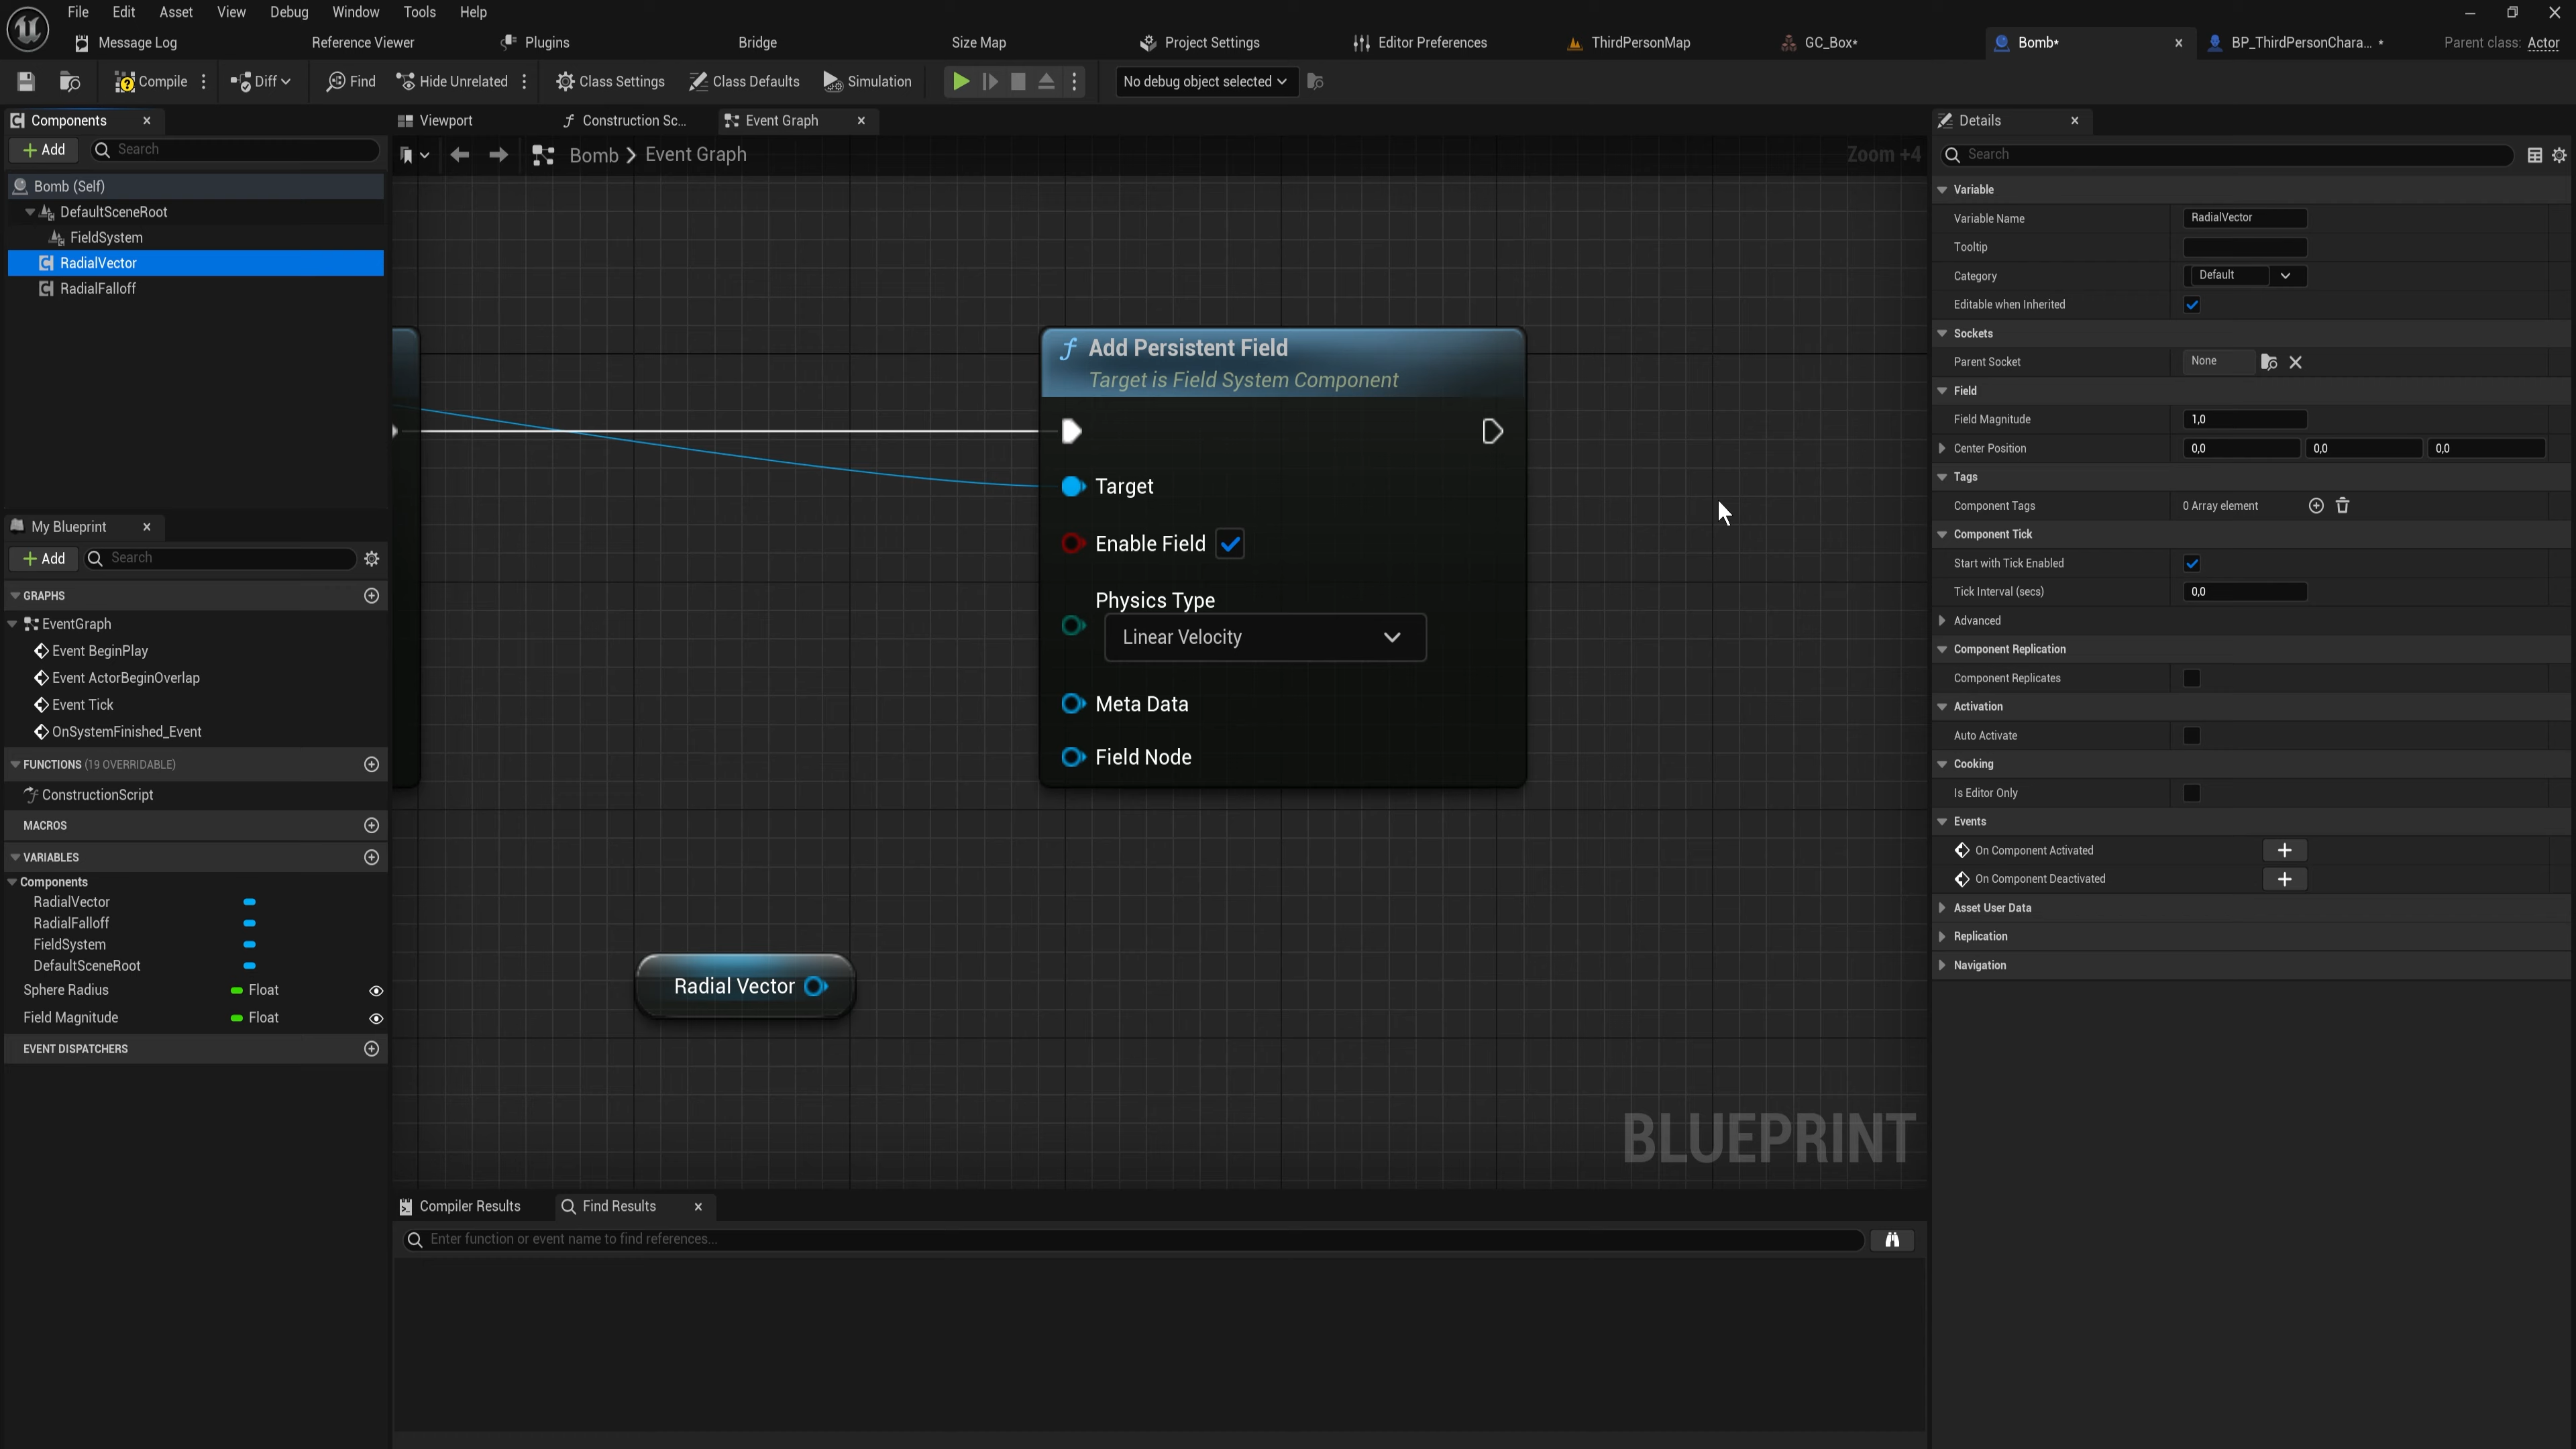 File Edit Asset View Debug Window Tools Help
Message Log Reference Viewer Plugins Bridge Size Map Project Settings Editor Preferences ThirdPersonMap GC_Box* Bomb* BP_ThirdPersonChara... * Parent class: Actor
Compile Diff Find Hide Unrelated Class Settings Class Defaults Simulation No debug object selected
Components
Add Search
Bomb (Self)
DefaultSceneRoot
FieldSystem
RadialVector
RadialFalloff
My Blueprint
Add Search
GRAPHS
EventGraph
Event BeginPlay
Event ActorBeginOverlap
Event Tick
OnSystemFinished_Event
FUNCTIONS (19 OVERRIDABLE)
ConstructionScript
MACROS
VARIABLES
Components
RadialVector
RadialFalloff
FieldSystem
DefaultSceneRoot
Sphere Radius Float
Field Magnitude Float
EVENT DISPATCHERS
Viewport Construction Sc... Event Graph
Bomb > Event Graph Zoom +4
f Add Persistent Field
Target is Field System Component
Target
Enable Field
Physics Type
Linear Velocity
Meta Data
Field Node
Radial Vector
BLUEPRINT
Compiler Results Find Results
Enter function or event name to find references...
Details
Search
Variable
Variable Name RadialVector
Tooltip
Category Default
Editable when Inherited
Sockets
Parent Socket None
Field
Field Magnitude 1,0
Center Position 0,0 0,0 0,0
Tags
Component Tags 0 Array element
Component Tick
Start with Tick Enabled
Tick Interval (secs) 0,0
Advanced
Component Replication
Component Replicates
Activation
Auto Activate
Cooking
Is Editor Only
Events
On Component Activated
On Component Deactivated
Asset User Data
Replication
Navigation